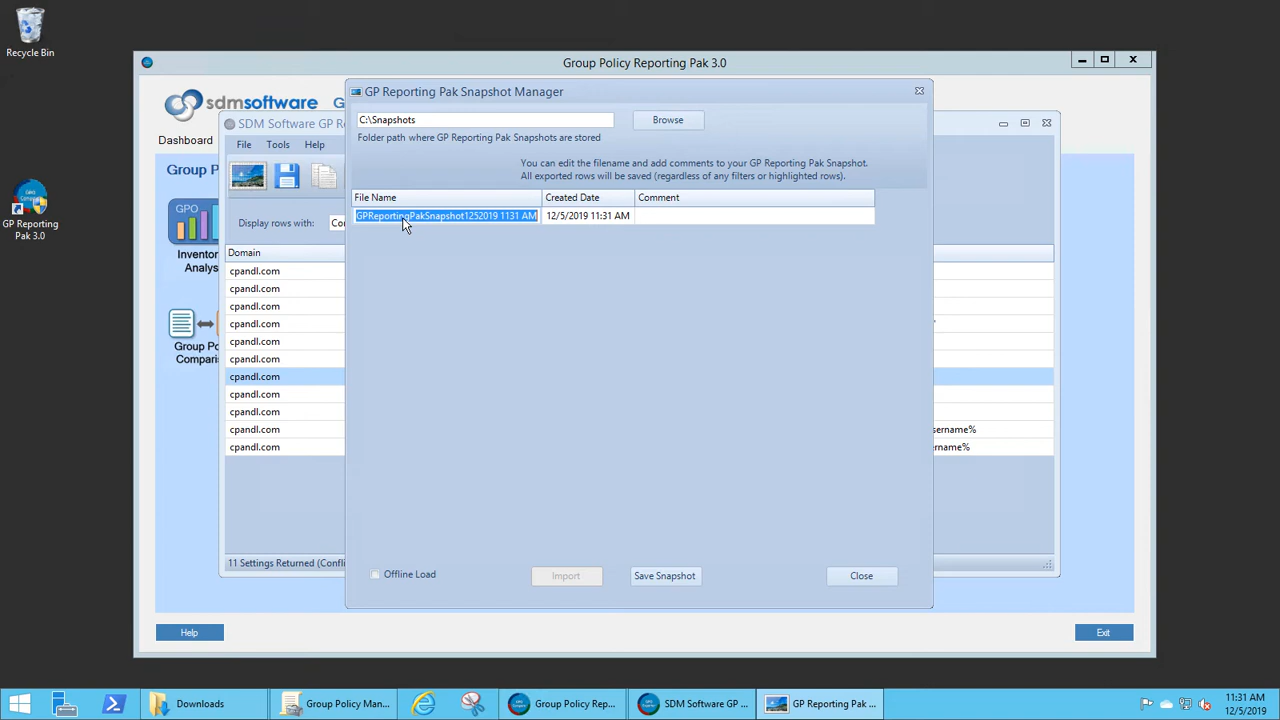 Recycle Bin
GP Reporting
Pak 3.0
Group Policy Reporting Pak 3.0
sdmsoftware G
Dashboard
Group P
GPO
Inventor
Analys
Group Po
Compari
SDM Software GP R
File Tools Help
Display rows with: Co
Domain
cpandl.com
cpandl.com
cpandl.com
cpandl.com
cpandl.com
cpandl.com
cpandl.com
cpandl.com
cpandl.com
cpandl.com sername%
cpandl.com ername%
11 Settings Returned (Confli
GP Reporting Pak Snapshot Manager
C:\Snapshots Browse
Folder path where GP Reporting Pak Snapshots are stored
You can edit the filename and add comments to your GP Reporting Pak Snapshot.
All exported rows will be saved (regardless of any filters or highlighted rows).
File Name Created Date Comment
GPReportingPakSnapshot1252019 1131 AM 12/5/2019 11:31 AM
Offline Load Import Save Snapshot Close
Help Exit
Downloads Group Policy Man... Group Policy Rep... SDM Software GP ... GP Reporting Pak ...
11:31 AM
12/5/2019